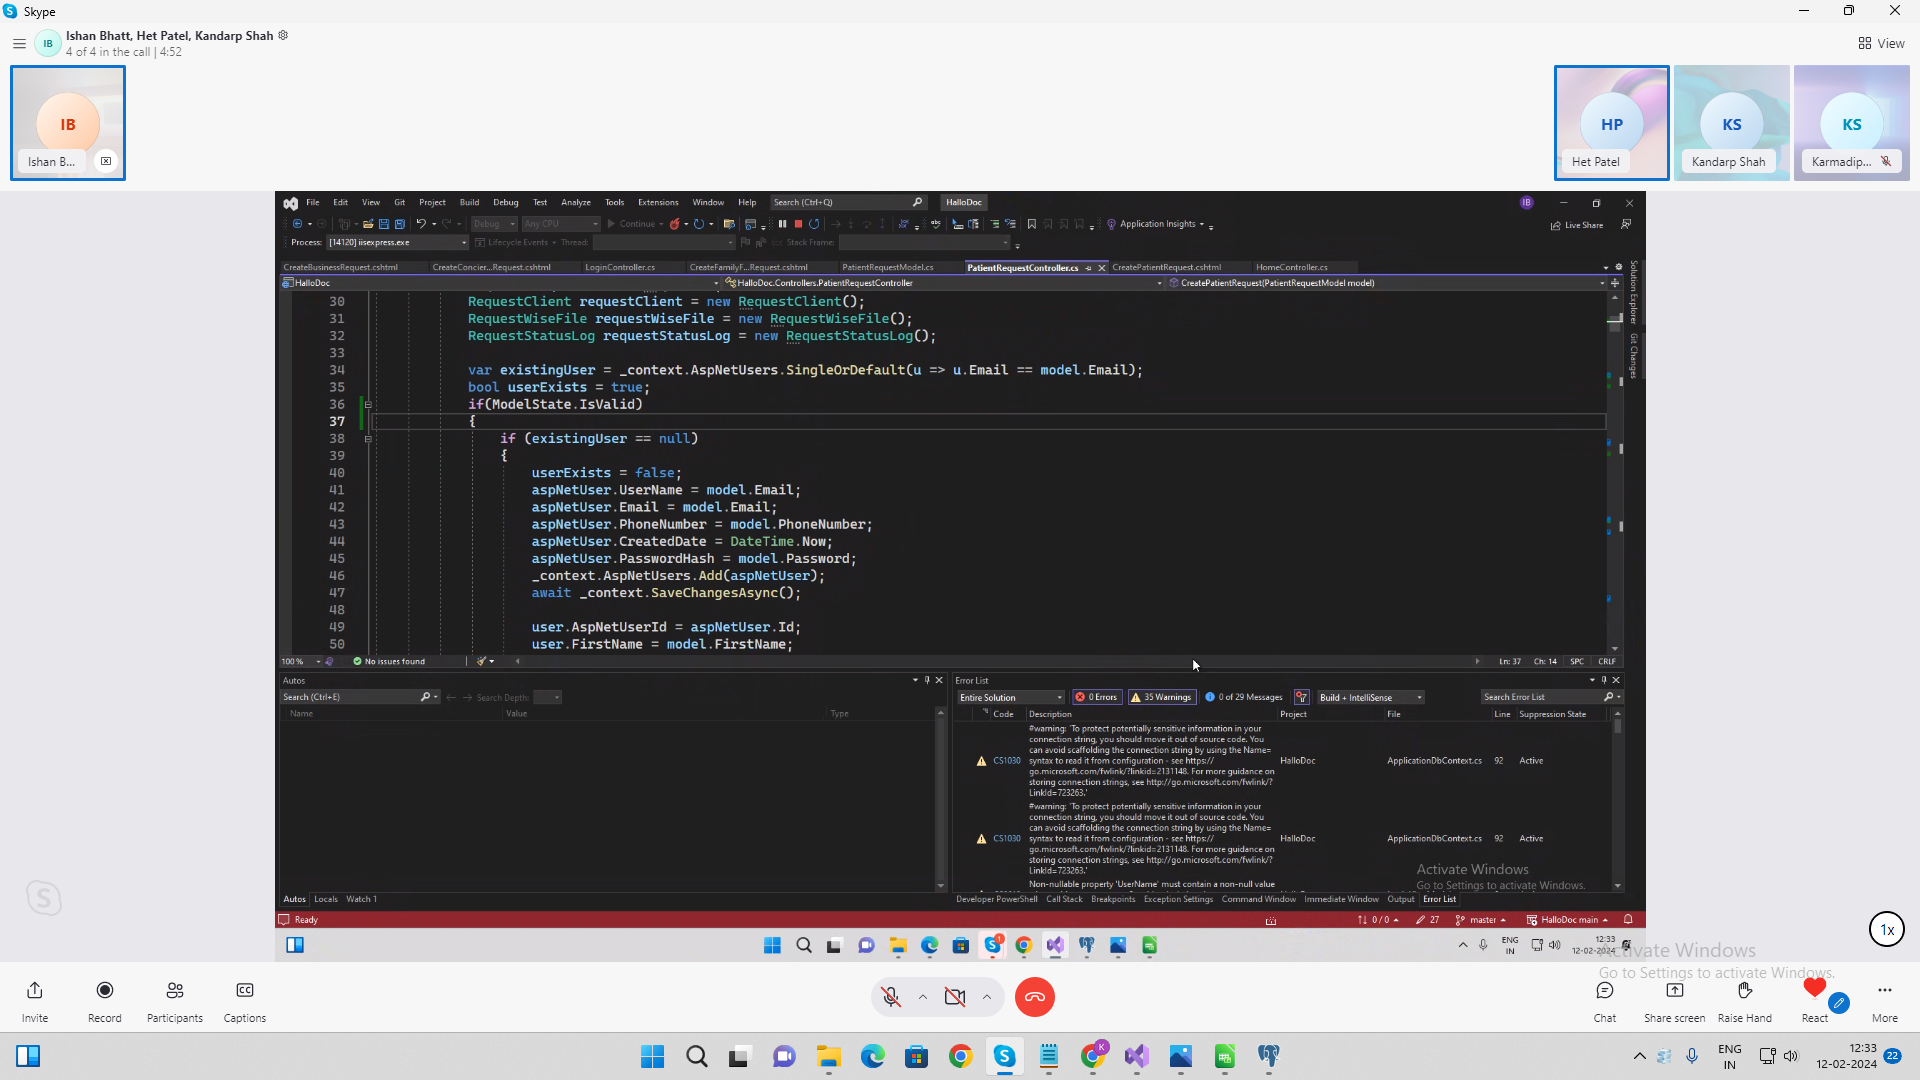 Skype
IB
Ishan Bhatt, Het Patel, Kandarp Shah
4 of 4 in the call | 4:52
View
IB
Ishan B...
HP
Het Patel
KS
Kandarp Shah
KS
Karmadip...
File Edit View Git Project Build Debug Test Analyze Tools Extensions Window Help Search (Ctrl+Q) HalloDoc
IB
Debug Any CPU Continue Application Insights
Live Share
Process: [14120] iisexpress.exe Lifecycle Events Thread: Stack Frame:
CreateBusinessRequest.cshtml CreateConcier...Request.cshtml LoginController.cs CreateFamilyF...Request.cshtml PatientRequestModel.cs PatientRequestController.cs CreatePatientRequest.cshtml HomeController.cs
HalloDoc HalloDoc.Controllers.PatientRequestController CreatePatientRequest(PatientRequestModel model)
Solution Explorer
Git Changes
30 RequestClient requestClient = new RequestClient();
31 RequestWiseFile requestWiseFile = new RequestWiseFile();
32 RequestStatusLog requestStatusLog = new RequestStatusLog();
33
34 var existingUser = _context.AspNetUsers.SingleOrDefault(u => u.Email == model.Email);
35 bool userExists = true;
36 if(ModelState.IsValid)
37 {
38 if (existingUser == null)
39 {
40 userExists = false;
41 aspNetUser.UserName = model.Email;
42 aspNetUser.Email = model.Email;
43 aspNetUser.PhoneNumber = model.PhoneNumber;
44 aspNetUser.CreatedDate = DateTime.Now;
45 aspNetUser.PasswordHash = model.Password;
46 _context.AspNetUsers.Add(aspNetUser);
47 await _context.SaveChangesAsync();
48
49 user.AspNetUserId = aspNetUser.Id;
50 user.FirstName = model.FirstName;
100 % No issues found Ln: 37 Ch: 14 SPC CRLF
Autos
Search (Ctrl+E) Search Depth:
Name Value Type
Error List
Entire Solution 0 Errors 35 Warnings 0 of 29 Messages Build + IntelliSense Search Error List
Code Description Project File Line Suppression State
#warning: 'To protect potentially sensitive information in your
connection string, you should move it out of source code. You
can avoid scaffolding the connection string by using the Name=
CS1030 syntax to read it from configuration - see https:// HalloDoc ApplicationDbContext.cs 92 Active
go.microsoft.com/fwlink/?linkid=2131148. For more guidance on
storing connection strings, see http://go.microsoft.com/fwlink/?
LinkId=723263.'
#warning: 'To protect potentially sensitive information in your
connection string, you should move it out of source code. You
can avoid scaffolding the connection string by using the Name=
CS1030 syntax to read it from configuration - see https:// HalloDoc ApplicationDbContext.cs 92 Active
go.microsoft.com/fwlink/?linkid=2131148. For more guidance on
storing connection strings, see http://go.microsoft.com/fwlink/?
LinkId=723263.'
Non-nullable property 'UserName' must contain a non-null value
Activate Windows
Go to Settings to activate Windows.
Autos Locals Watch 1
Developer PowerShell Call Stack Breakpoints Exception Settings Command Window Immediate Window Output Error List
Ready 0 / 0 27 master HalloDoc main
1
ENG
IN
12:33
12-02-2024
1x
Activate Windows
Go to Settings to activate Windows.
Invite
Record
Participants
Captions
Chat
Share screen
Raise Hand
React
More
K
ENG
IN
12:33
12-02-2024
22